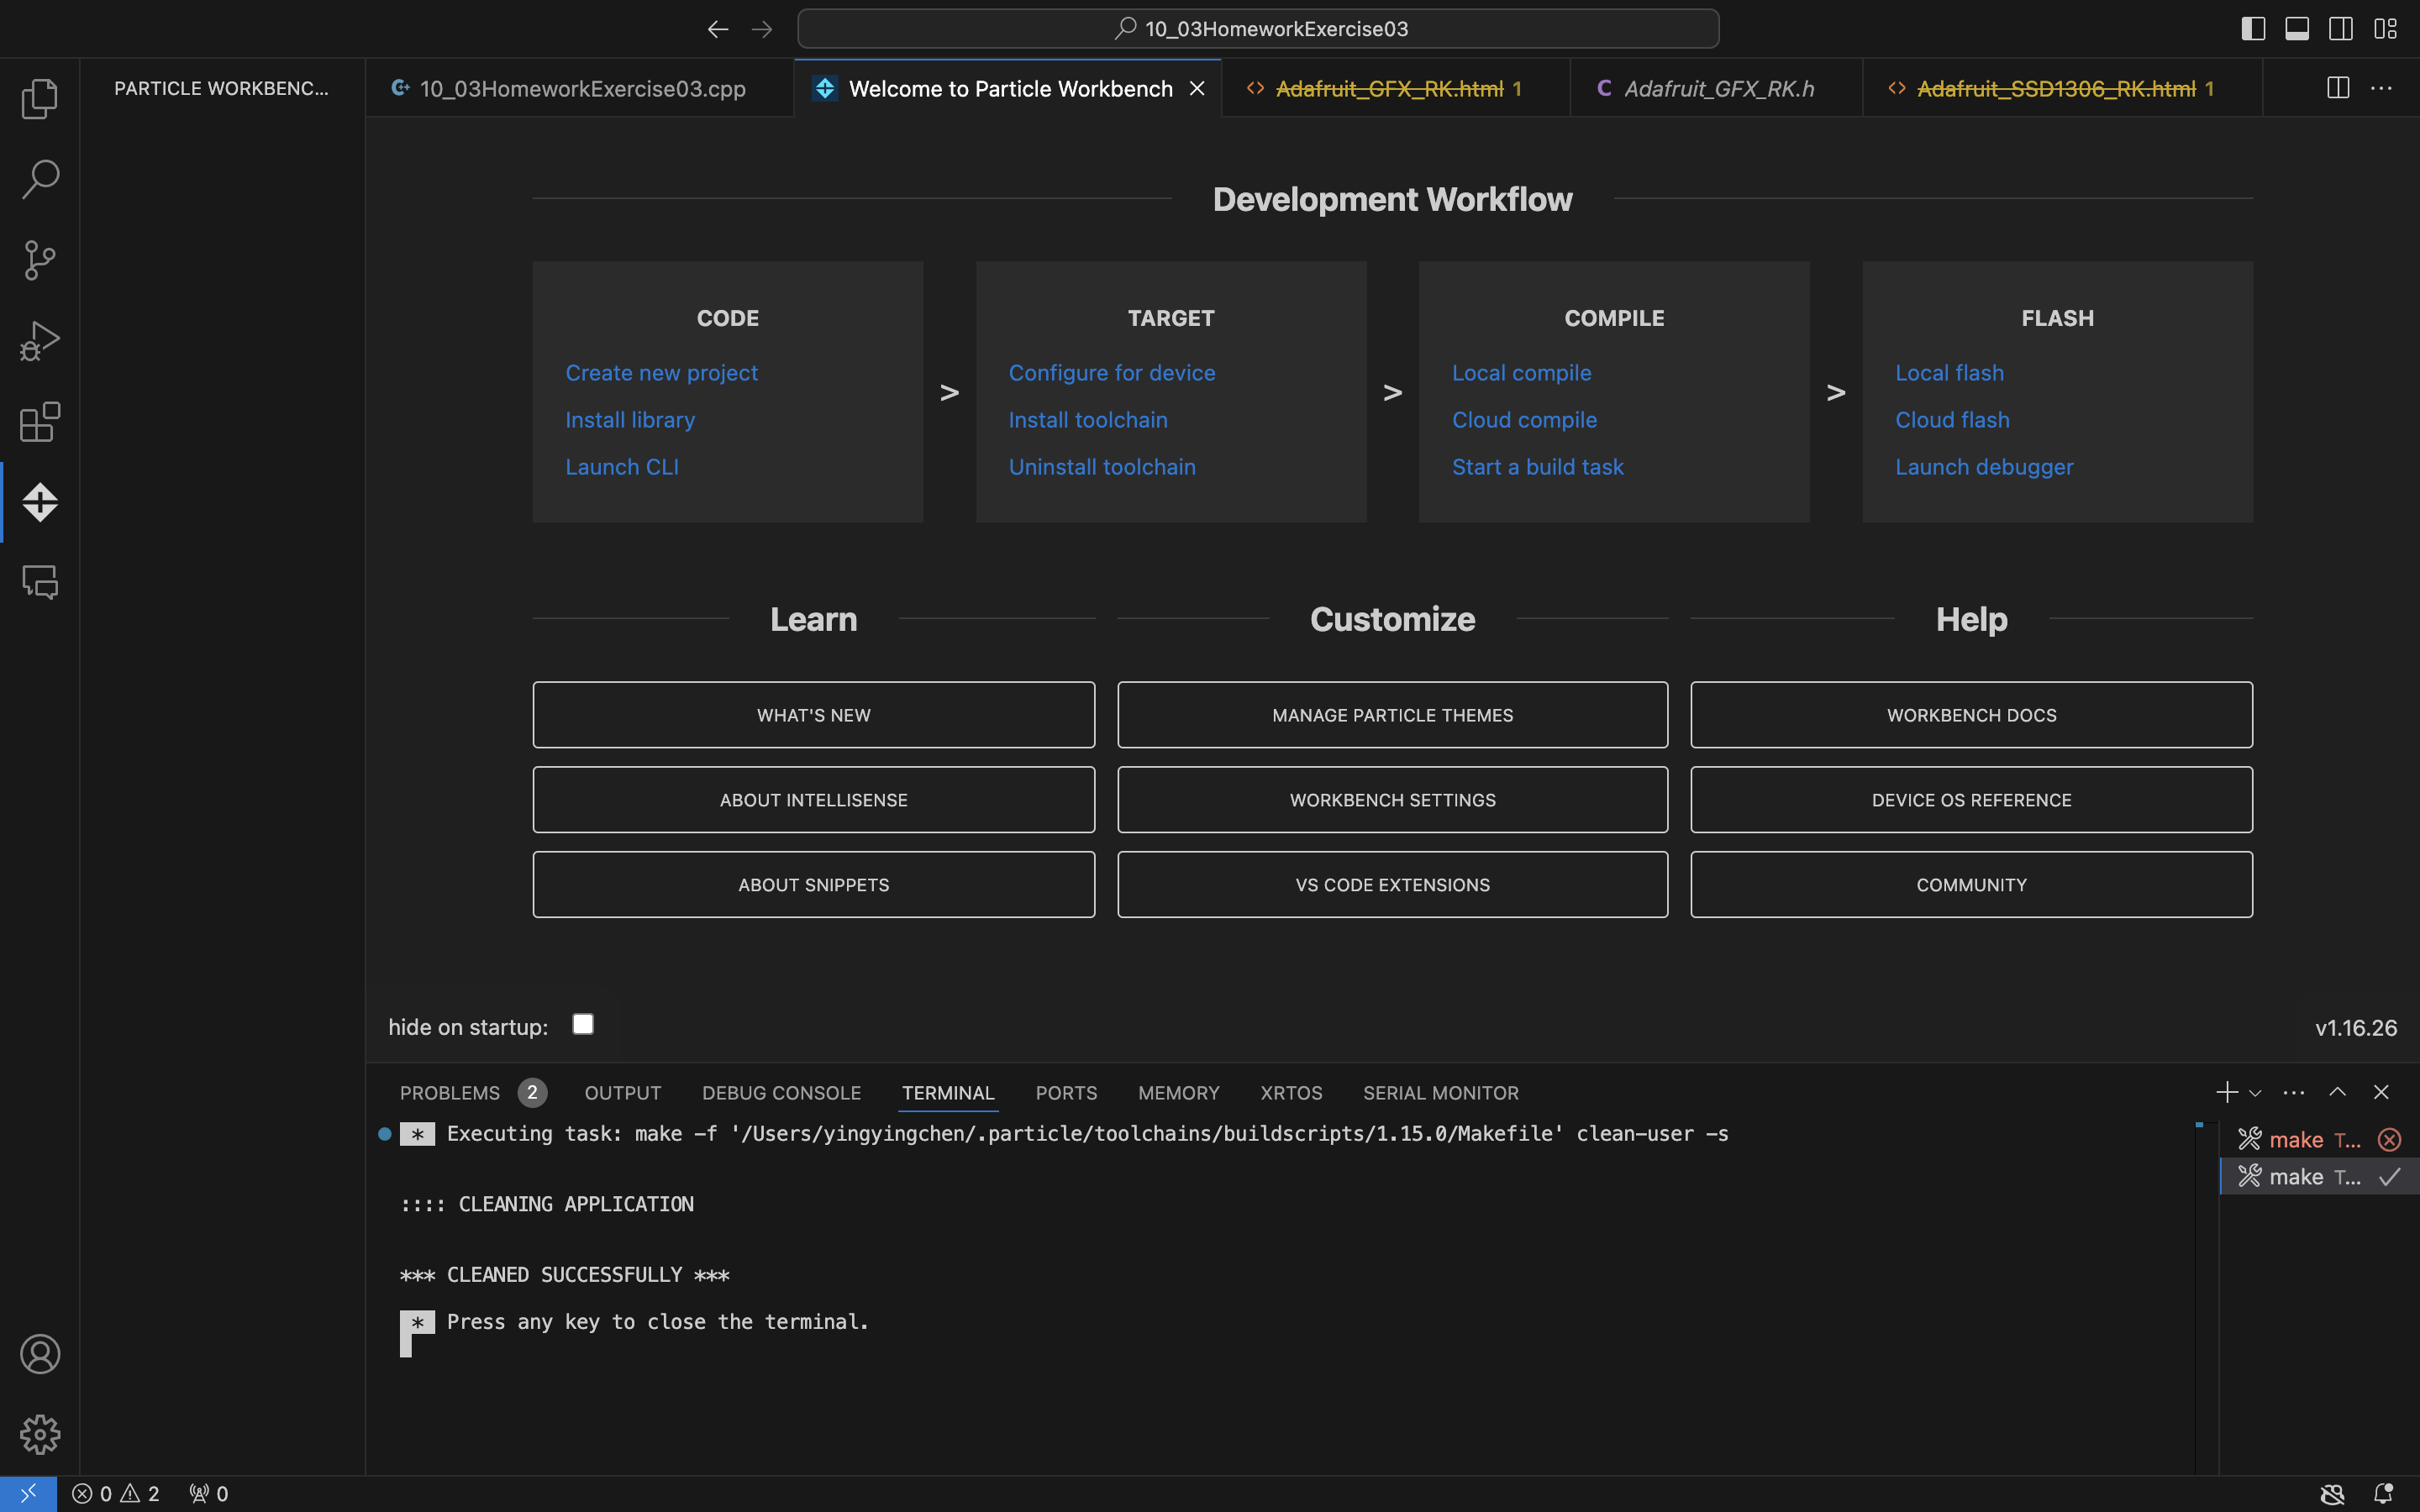 10_03HomeworkExercise03
PARTICLE WORKBENC...
10_03HomeworkExercise03.cpp
Welcome to Particle Workbench
Adafruit_GFX_RK.html 1
C Adafruit_GFX_RK.h
Adafruit_SSD1306_RK.html 1
Development Workflow
CODE
Create new project
Install library
Launch CLI
>
TARGET
Configure for device
Install toolchain
Uninstall toolchain
>
COMPILE
Local compile
Cloud compile
Start a build task
>
FLASH
Local flash
Cloud flash
Launch debugger
Learn
WHAT'S NEW
ABOUT INTELLISENSE
ABOUT SNIPPETS
Customize
MANAGE PARTICLE THEMES
WORKBENCH SETTINGS
VS CODE EXTENSIONS
Help
WORKBENCH DOCS
DEVICE OS REFERENCE
COMMUNITY
hide on startup:
v1.16.26
PROBLEMS 2 OUTPUT DEBUG CONSOLE TERMINAL PORTS MEMORY XRTOS SERIAL MONITOR
* Executing task: make -f '/Users/yingyingchen/.particle/toolchains/buildscripts/1.15.0/Makefile' clean-user -s
:::: CLEANING APPLICATION
*** CLEANED SUCCESSFULLY ***
* Press any key to close the terminal.
make T...
make T...
0 2 0